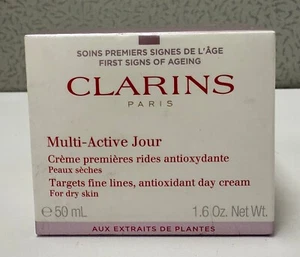 SOINS PREMIERS SIGNES DE L'ÂGE
FIRST SIGNS OF AGEING
CLARINS
PARIS
Multi-Active Jour
Crème premières rides antioxydante
Peaux sèches
Targets fine lines, antioxidant day cream
For dry skin
℮50 mL 1.6 Oz. Net Wt.
AUX EXTRAITS DE PLANTES